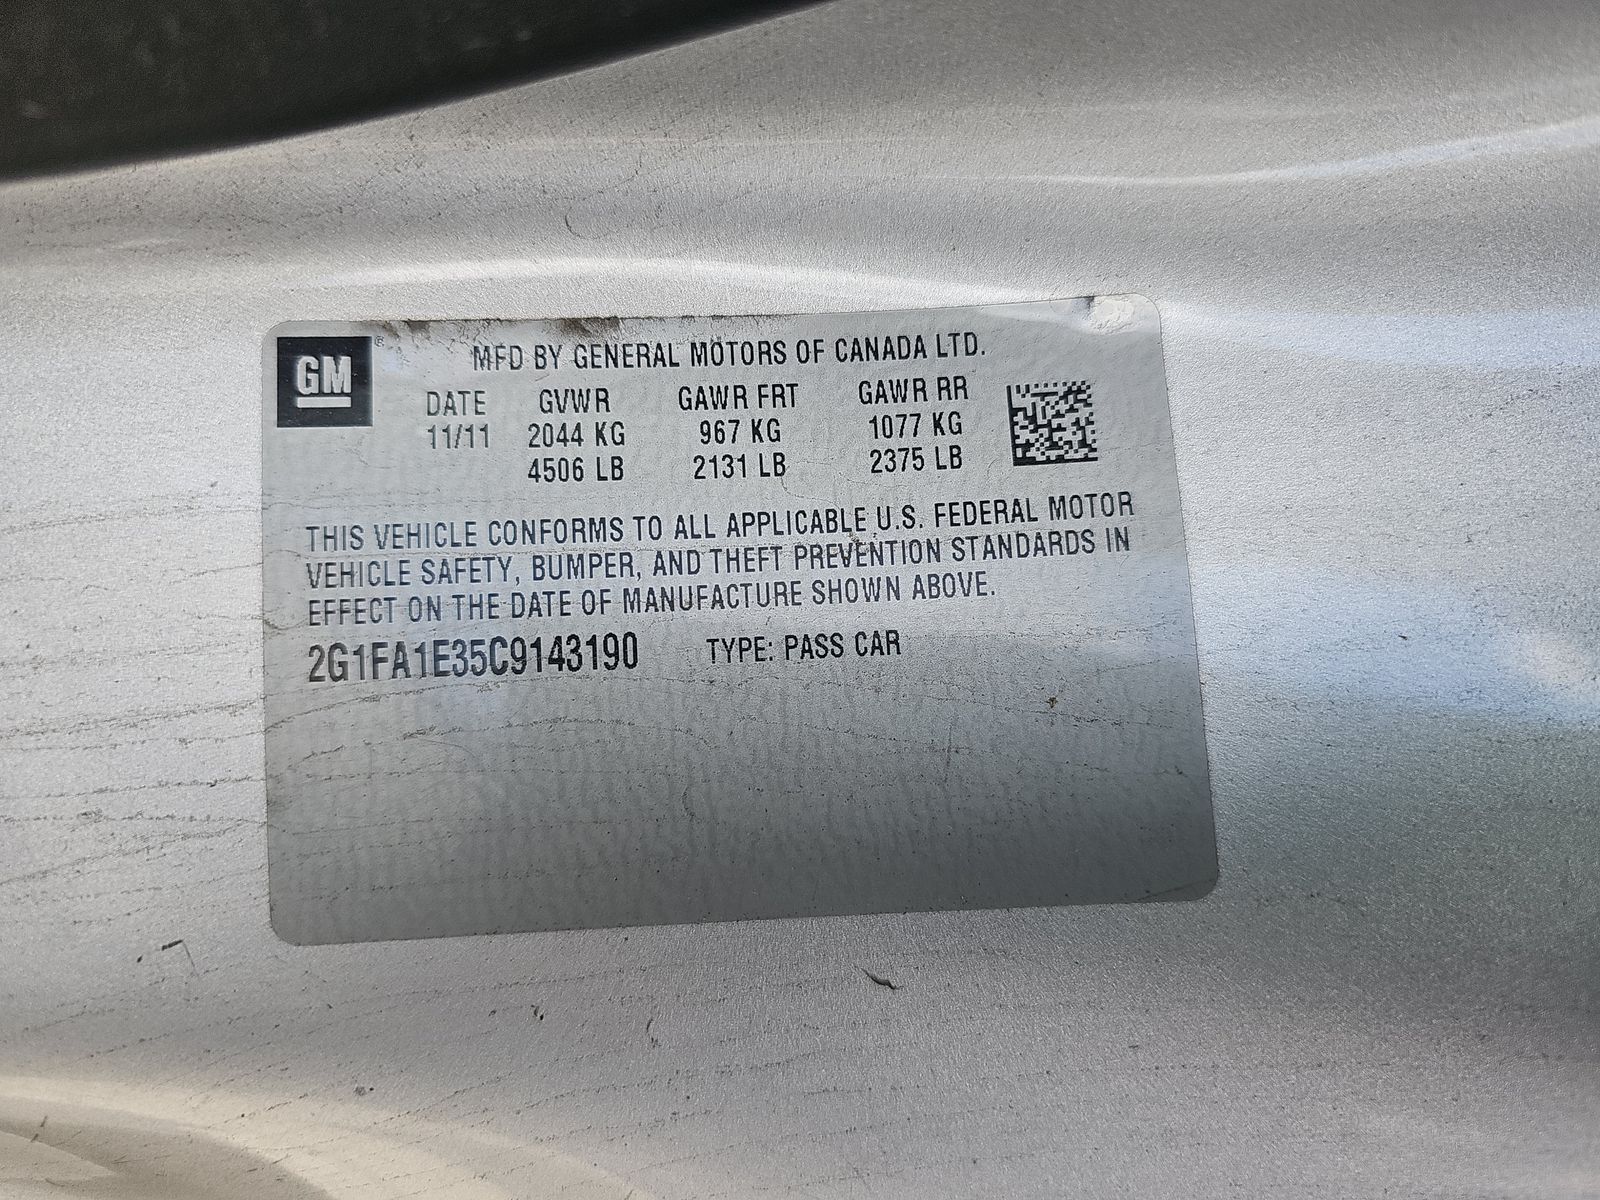 GM
MFD BY GENERAL MOTORS OF CANADA LTD.
DATE GVWR GAWR FRT GAWR RR
11/11 2044 KG 967 KG 1077 KG
4506 LB 2131 LB 2375 LB
THIS VEHICLE CONFORMS TO ALL APPLICABLE U.S. FEDERAL MOTOR
VEHICLE SAFETY, BUMPER, AND THEFT PREVENTION STANDARDS IN
EFFECT ON THE DATE OF MANUFACTURE SHOWN ABOVE.
2G1FA1E35C9143190 TYPE: PASS CAR